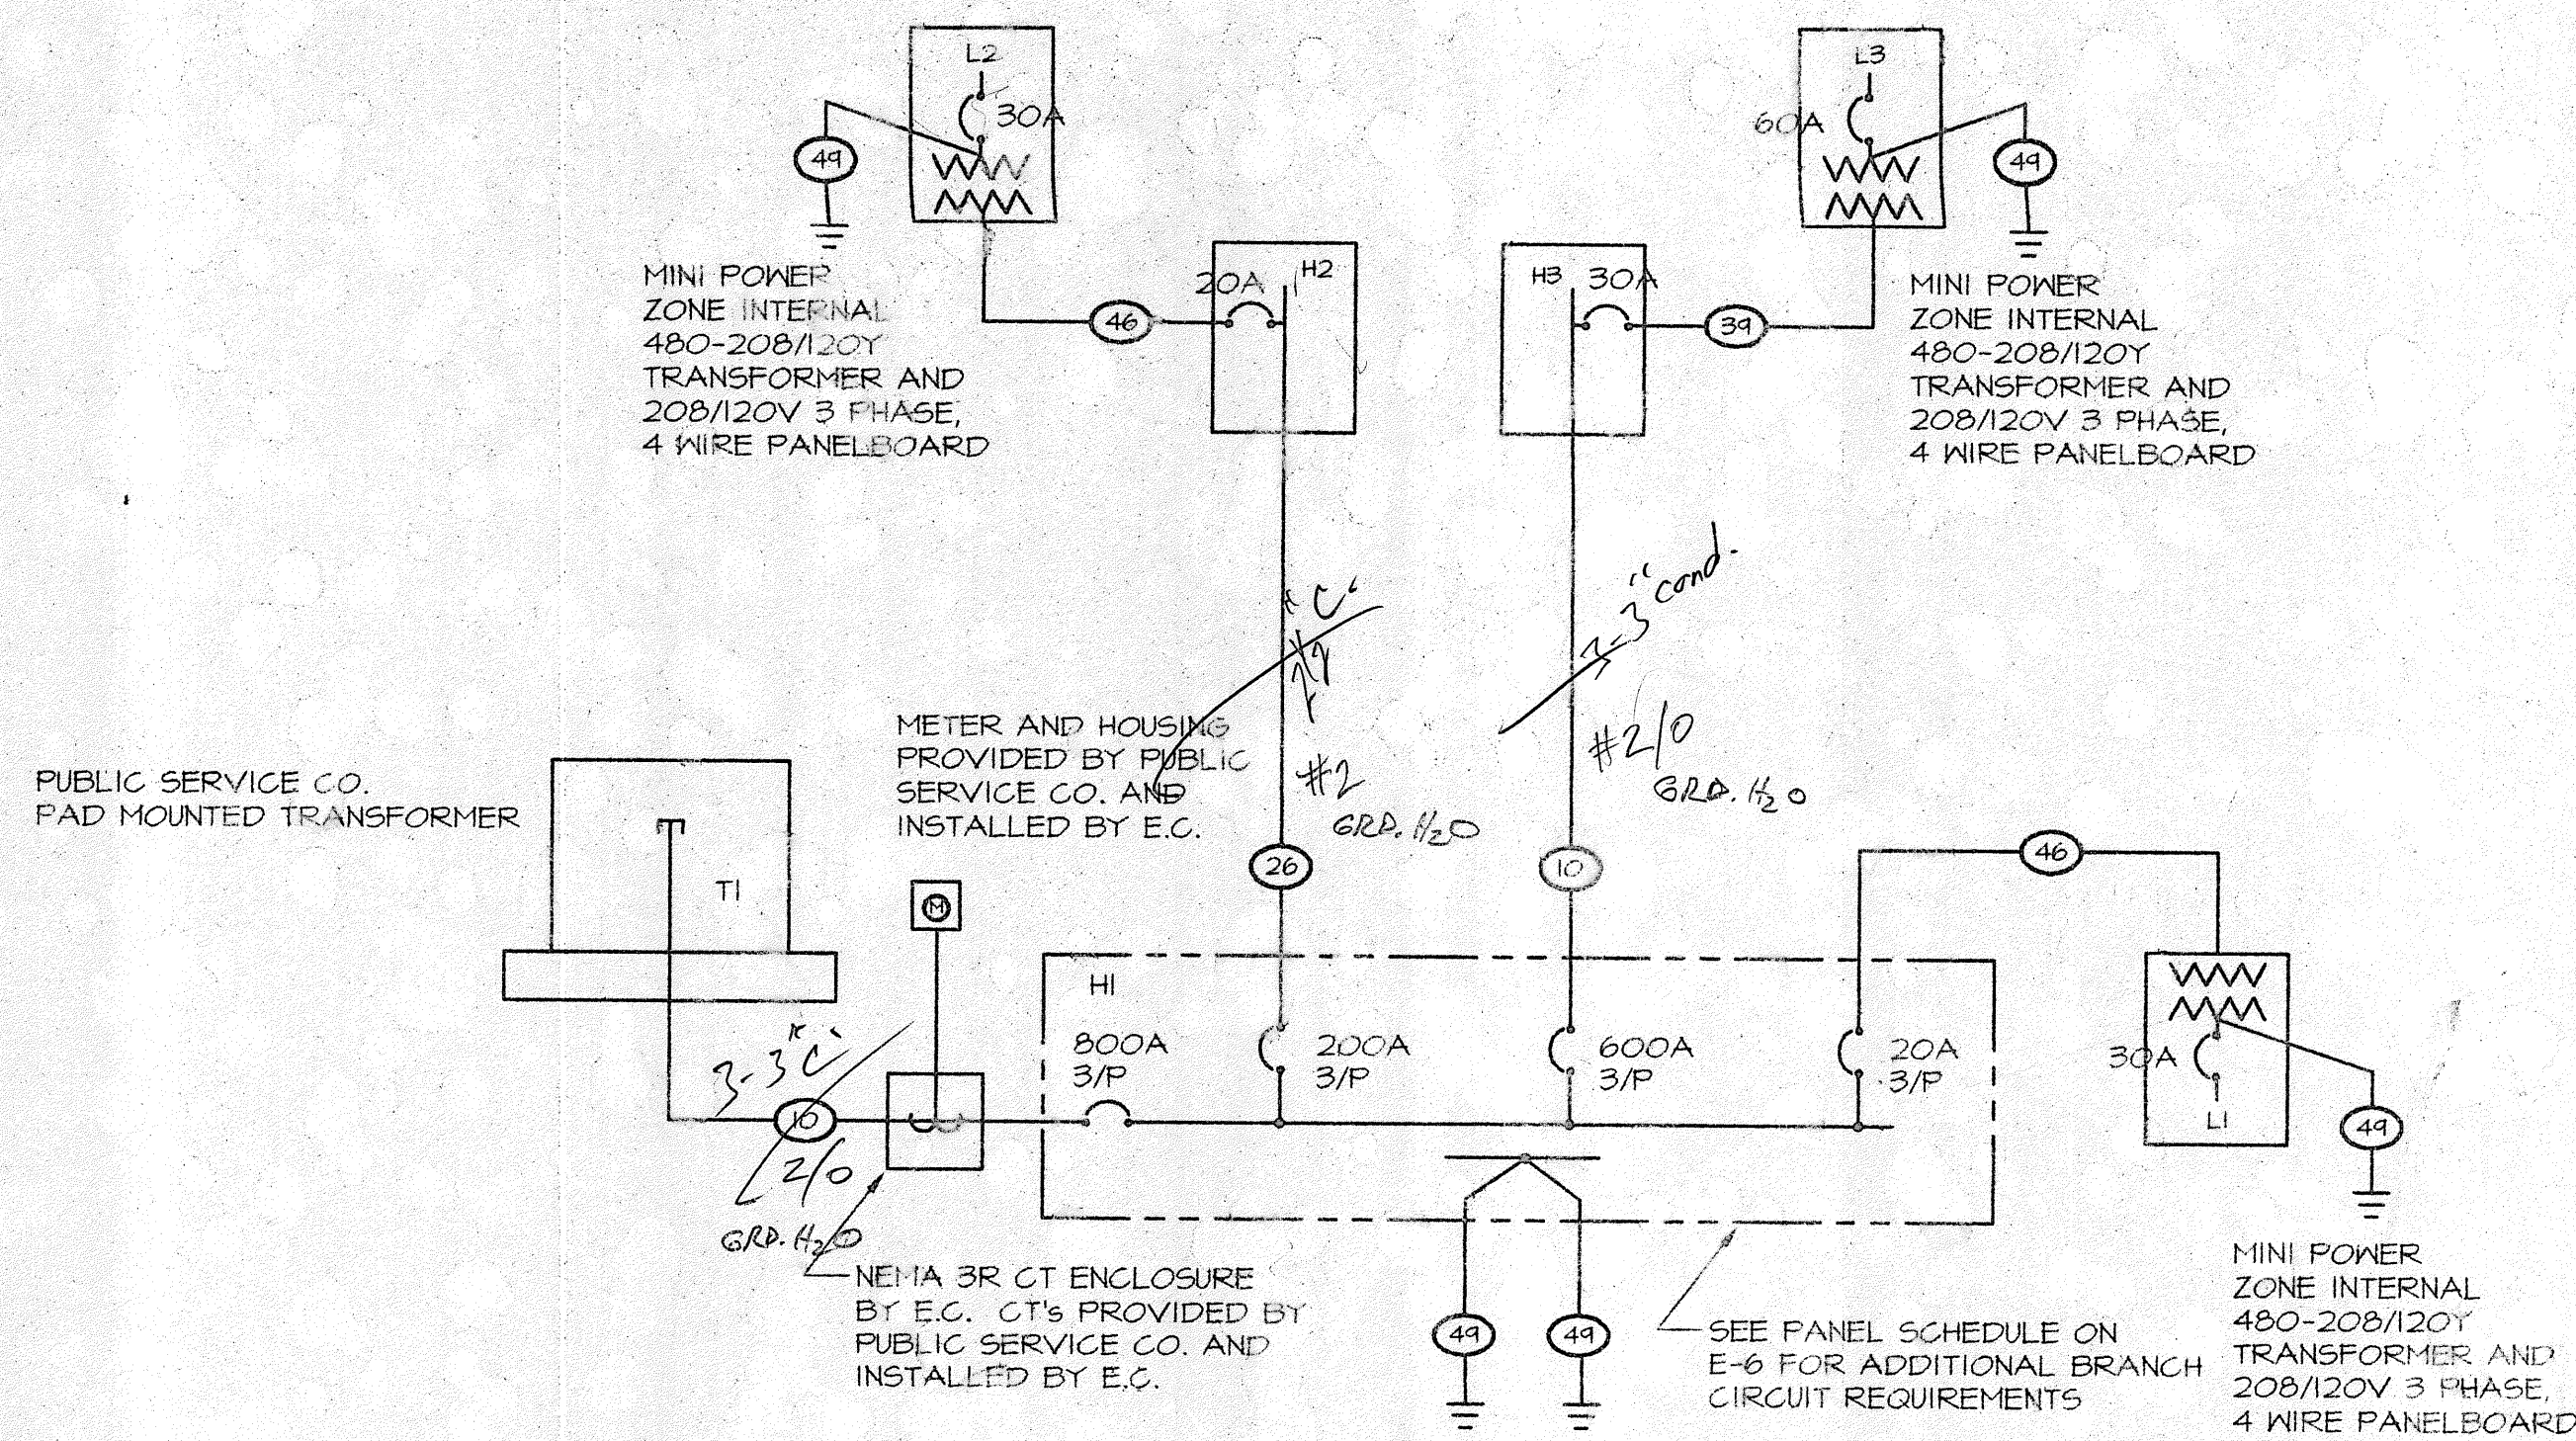 L2
30A
49
L3
60A
49
MINI POWER
ZONE INTERNAL
480-208/120Y
TRANSFORMER AND
208/120V 3 PHASE,
4 WIRE PANELBOARD
46
20A
H2
H3
30A
39
MINI POWER
ZONE INTERNAL
480-208/120Y
TRANSFORMER AND
208/120V 3 PHASE,
4 WIRE PANELBOARD
"C.
3-3" cond.
#2
GRD. H2O
#2/0
GRD. H2O
METER AND HOUSING
PROVIDED BY PUBLIC
SERVICE CO. AND
INSTALLED BY E.C.
PUBLIC SERVICE CO.
PAD MOUNTED TRANSFORMER
T1
M
26
10
46
H1
800A
3/P
200A
3/P
600A
3/P
20A
3/P
30A
L1
49
3-3"C.
10
2/0
GRD. H2O
NEMA 3R CT ENCLOSURE
BY E.C. CT's PROVIDED BY
PUBLIC SERVICE CO. AND
INSTALLED BY E.C.
49
49
SEE PANEL SCHEDULE ON
E-6 FOR ADDITIONAL BRANCH
CIRCUIT REQUIREMENTS
MINI POWER
ZONE INTERNAL
480-208/120Y
TRANSFORMER AND
208/120V 3 PHASE,
4 WIRE PANELBOARD